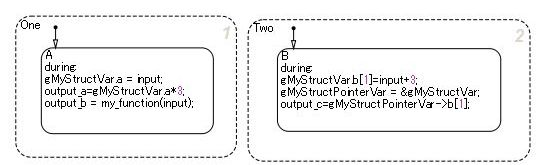 One
1
A
during:
gMyStructVar.a = input;
output_a=gMyStructVar.a*3;
output_b = my_function(input);
Two
2
B
during:
gMyStructVar.b[1]=input+3;
gMyStructPointerVar = &gMyStructVar;
output_c=gMyStructPointerVar->b[1];